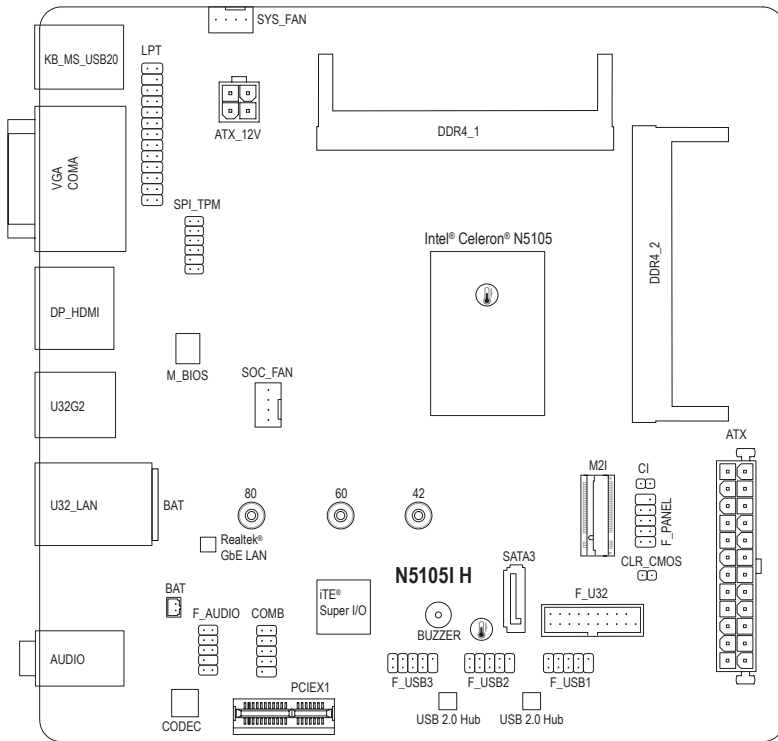 SYS_FAN
KB_MS_USB20
LPT
ATX_12V
DDR4_1
VGA
COMA
SPI_TPM
Intel® Celeron® N5105
DDR4_2
DP_HDMI
M_BIOS
SOC_FAN
U32G2
ATX
M2I
CI
U32_LAN
BAT
80
60
42
F_PANEL
Realtek®
GbE LAN
N5105I H
SATA3
CLR_CMOS
BAT
F_AUDIO
COMB
iTE®
Super I/O
BUZZER
F_U32
AUDIO
F_USB3
F_USB2
F_USB1
CODEC
PCIEX1
USB 2.0 Hub
USB 2.0 Hub